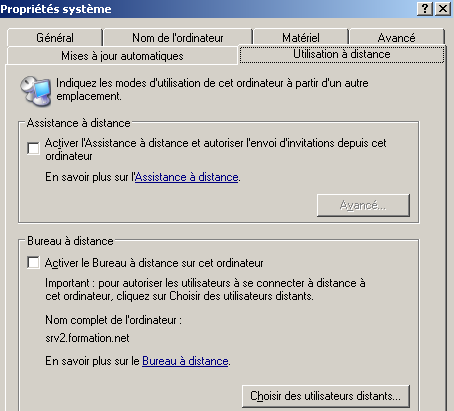 Propriétés système
Général
Nom de l'ordinateur
Matériel
Avancé
Mises à jour automatiques
Utilisation à distance
Indiquez les modes d'utilisation de cet ordinateur à partir d'un autre
emplacement.
Assistance à distance
Activer l'Assistance à distance et autoriser l'envoi d'invitations depuis cet
ordinateur
En savoir plus sur l'Assistance à distance.
Avancé...
Bureau à distance
Activer le Bureau à distance sur cet ordinateur
Important : pour autoriser les utilisateurs à se connecter à distance à
cet ordinateur, cliquez sur Choisir des utilisateurs distants.
Nom complet de l'ordinateur :
srv2.formation.net
En savoir plus sur le Bureau à distance.
Choisir des utilisateurs distants...